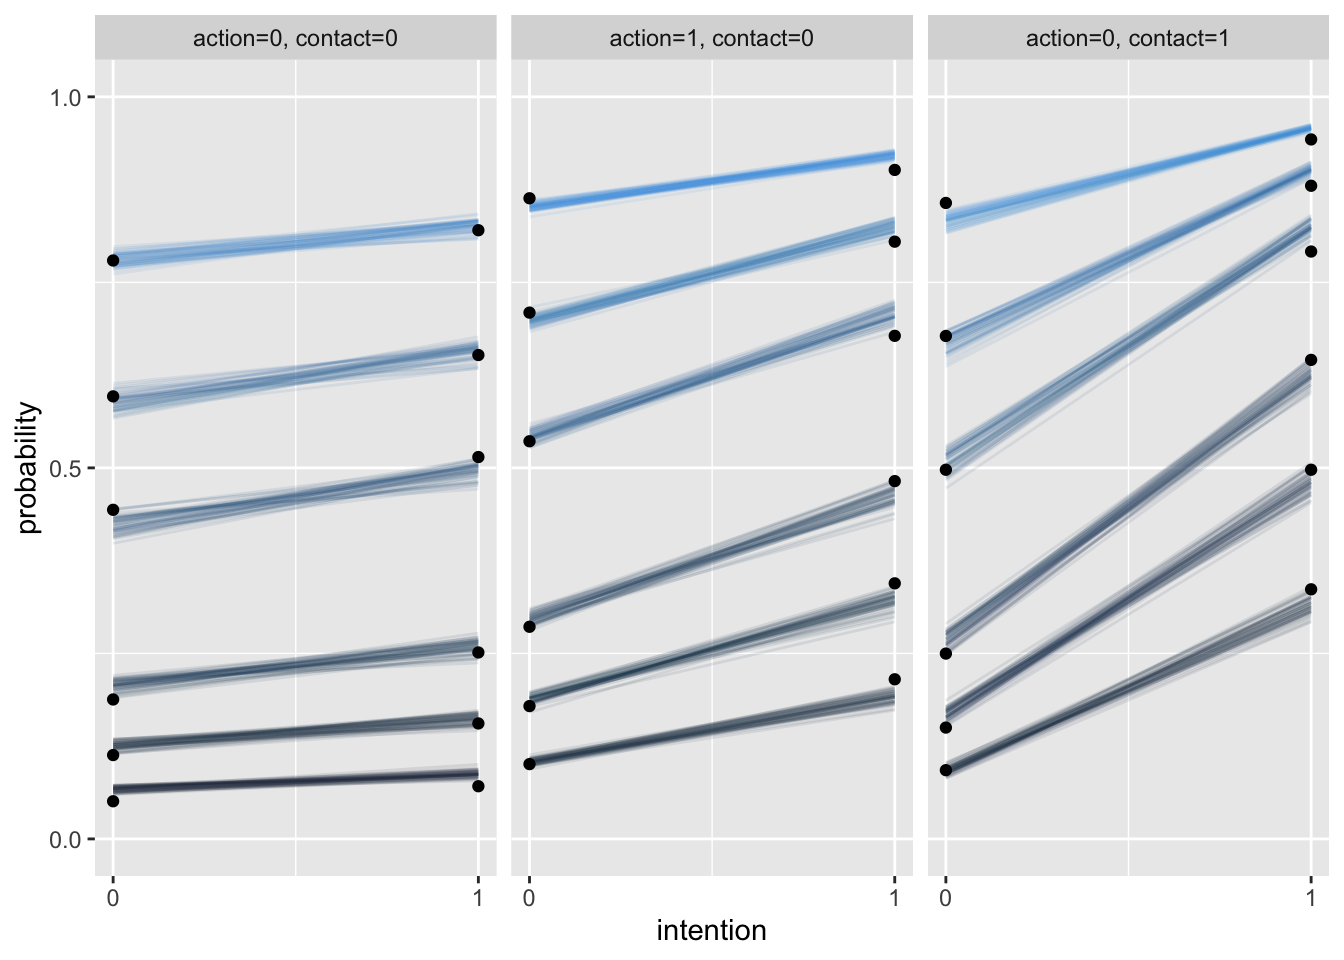 action=0, contact=0
action=1, contact=0
action=0, contact=1
1.0
0.5
0.0
probability
0 1 0 1 0 1
intention